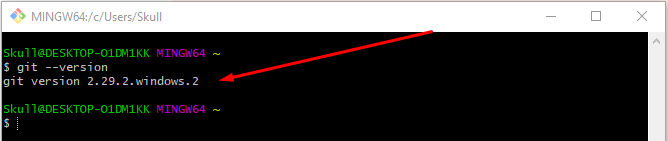 MINGW64:/c/Users/Skull
Skull@DESKTOP-O1DM1KK MINGW64 ~
$ git --version
git version 2.29.2.windows.2
Skull@DESKTOP-O1DM1KK MINGW64 ~
$